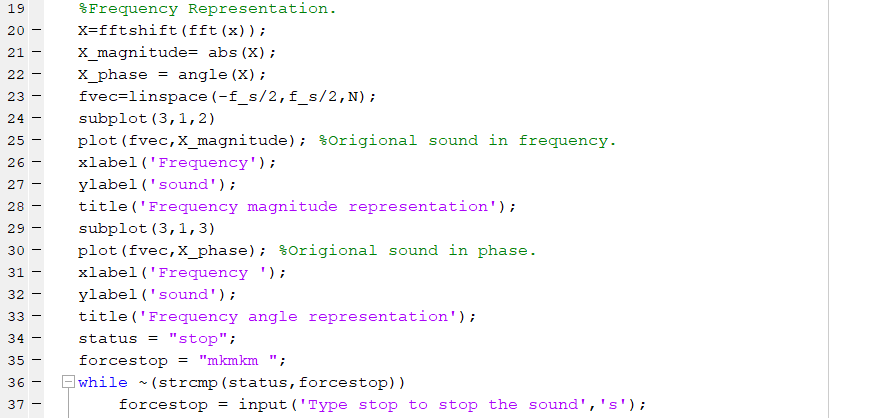 19 %Frequency Representation.
20 - X=fftshift(fft(x));
21 - X_magnitude= abs(X);
22 - X_phase = angle(X);
23 - fvec=linspace(-f_s/2,f_s/2,N);
24 - subplot(3,1,2)
25 - plot(fvec,X_magnitude); %Origional sound in frequency.
26 - xlabel('Frequency');
27 - ylabel('sound');
28 - title('Frequency magnitude representation');
29 - subplot(3,1,3)
30 - plot(fvec,X_phase); %Origional sound in phase.
31 - xlabel('Frequency ');
32 - ylabel('sound');
33 - title('Frequency angle representation');
34 - status = "stop";
35 - forcestop = "mkmkm ";
36 - while ~(strcmp(status,forcestop))
37 - forcestop = input('Type stop to stop the sound','s');